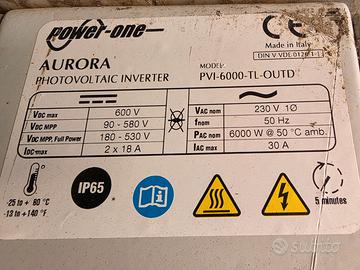 power-one
CE
Made in Italy
AURORA
PHOTOVOLTAIC INVERTER
MODEL:
PVI-6000-TL-OUTD
DIN V VDE 0126-1-1
VDC max 600 V
VDC MPP 90 - 580 V
VDC MPP, Full Power 180 - 530 V
IDC max 2 x 18 A
VAC nom 230 V 1Ø
fnom 50 Hz
PAC nom 6000 W @ 50 °C amb.
IAC max 30 A
-25 to + 60 °C
-13 to +140 °F
IP65
5 minutes
subito